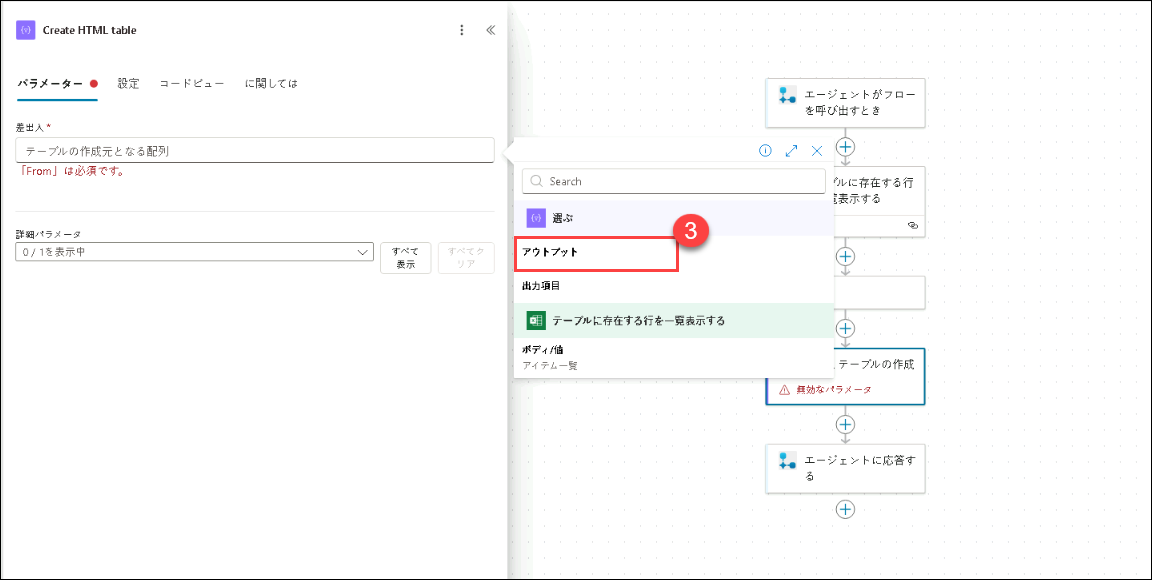 Create HTML table
パラメーター
設定
コードビュー
に関しては
差出人*
テーブルの作成元となる配列
「From」は必須です。
詳細パラメータ
0 / 1を表示中
すべて
表示
すべてク
リア
Search
選ぶ
アウトプット
3
出力項目
テーブルに存在する行を一覧表示する
ボディ/値
アイテム一覧
エージェントがフロー
を呼び出すとき
ブルに存在する行
覧表示する
テーブルの作成
無効なパラメータ
エージェントに応答す
る